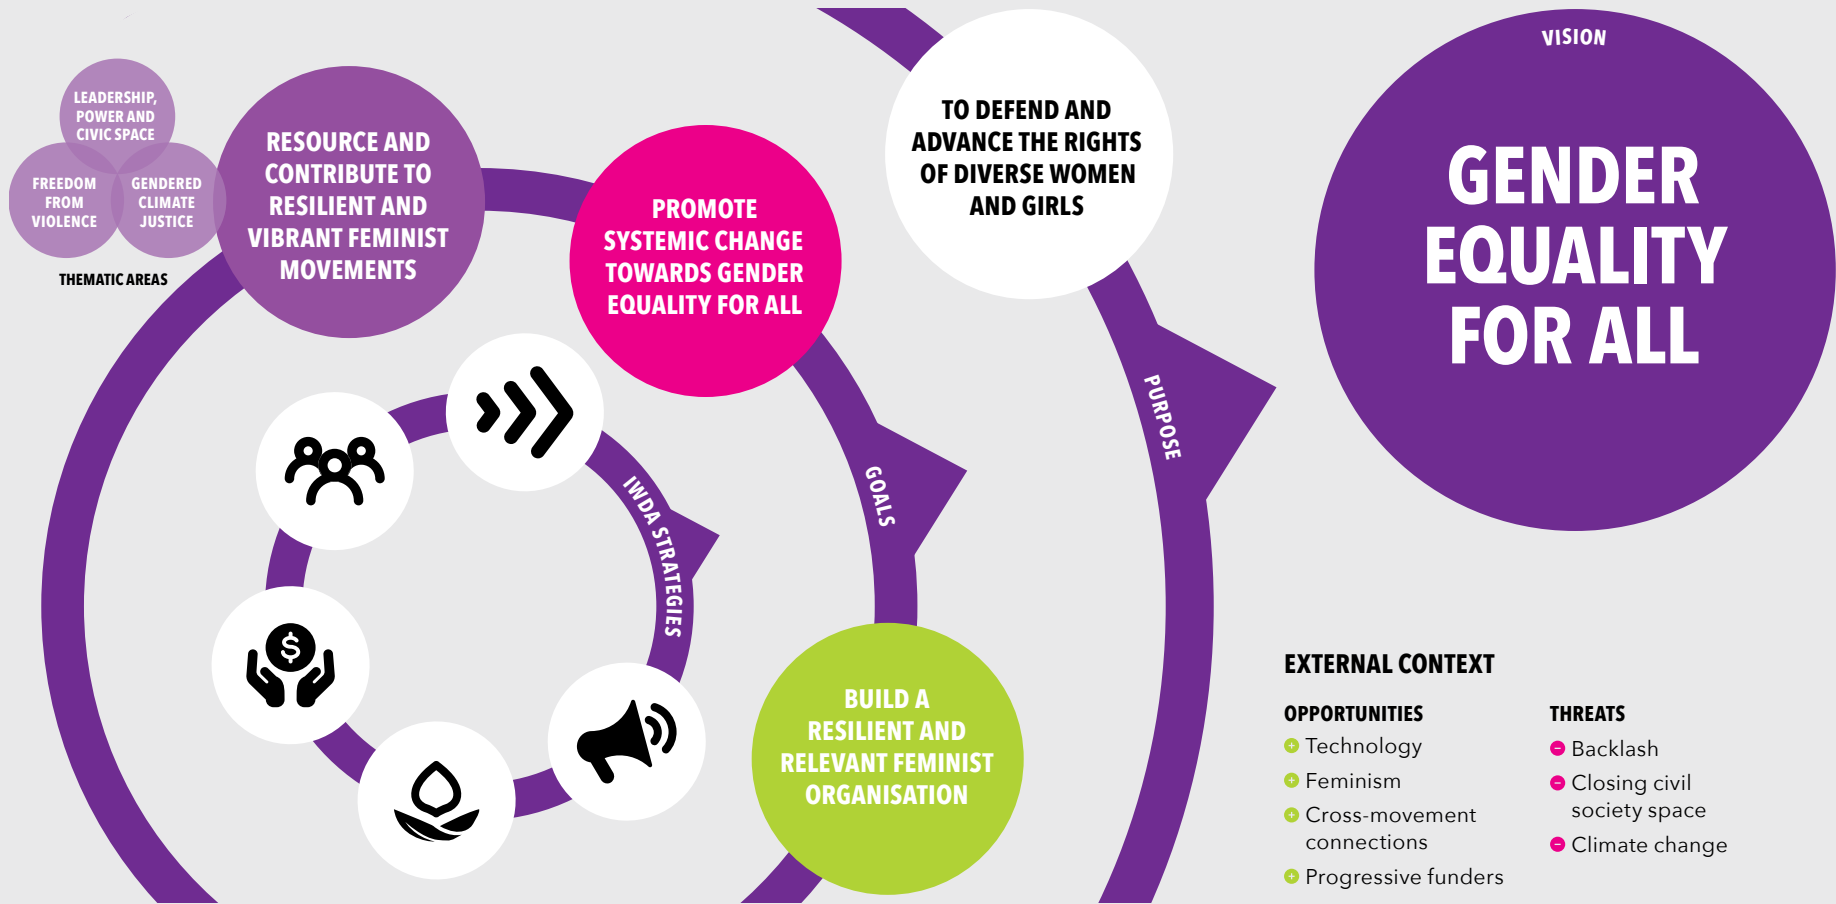 LEADERSHIP,
POWER AND
CIVIC SPACE
FREEDOM
FROM
VIOLENCE
GENDERED
CLIMATE
JUSTICE
THEMATIC AREAS
RESOURCE AND
CONTRIBUTE TO
RESILIENT AND
VIBRANT FEMINIST
MOVEMENTS
PROMOTE
SYSTEMIC CHANGE
TOWARDS GENDER
EQUALITY FOR ALL
TO DEFEND AND
ADVANCE THE RIGHTS
OF DIVERSE WOMEN
AND GIRLS
VISION
GENDER
EQUALITY
FOR ALL
IWDA STRATEGIES
GOALS
PURPOSE
$
BUILD A
RESILIENT AND
RELEVANT FEMINIST
ORGANISATION
EXTERNAL CONTEXT
OPPORTUNITIES
Technology
Feminism
Cross-movement
connections
Progressive funders
THREATS
Backlash
Closing civil
society space
Climate change